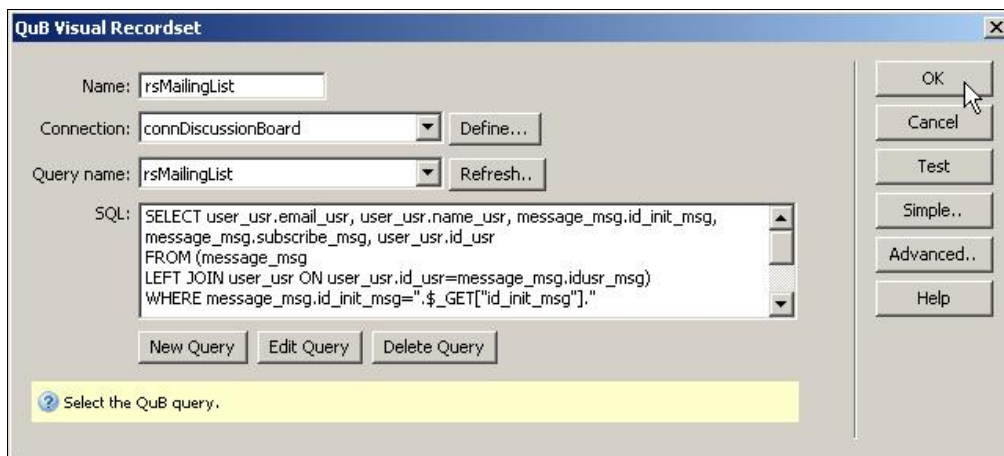 QuB Visual Recordset
Name: rsMailingList
OK
Connection: connDiscussionBoard Define...
Cancel
Query name: rsMailingList Refresh..
Test
SQL: SELECT user_usr.email_usr, user_usr.name_usr, message_msg.id_init_msg,
message_msg.subscribe_msg, user_usr.id_usr
FROM (message_msg
LEFT JOIN user_usr ON user_usr.id_usr=message_msg.idusr_msg)
WHERE message_msg.id_init_msg=".$_GET["id_init_msg"]."
Simple..
Advanced..
Help
New Query Edit Query Delete Query
Select the QuB query.